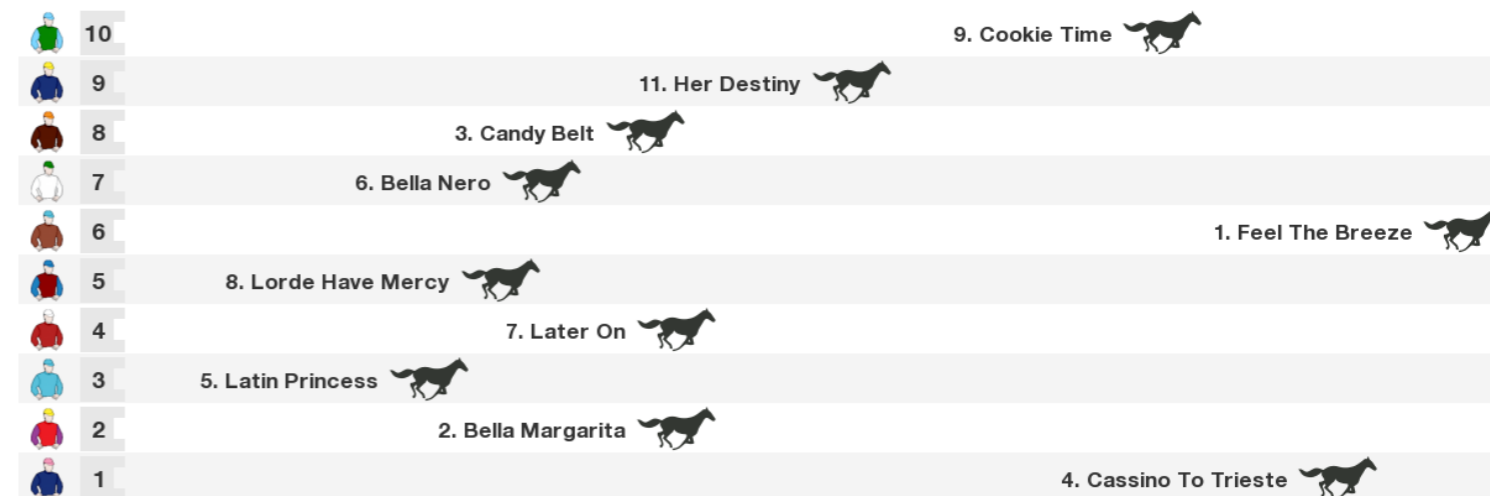 10 9. Cookie Time
9 11. Her Destiny
8 3. Candy Belt
7 6. Bella Nero
6 1. Feel The Breeze
5 8. Lorde Have Mercy
4 7. Later On
3 5. Latin Princess
2 2. Bella Margarita
1 4. Cassino To Trieste